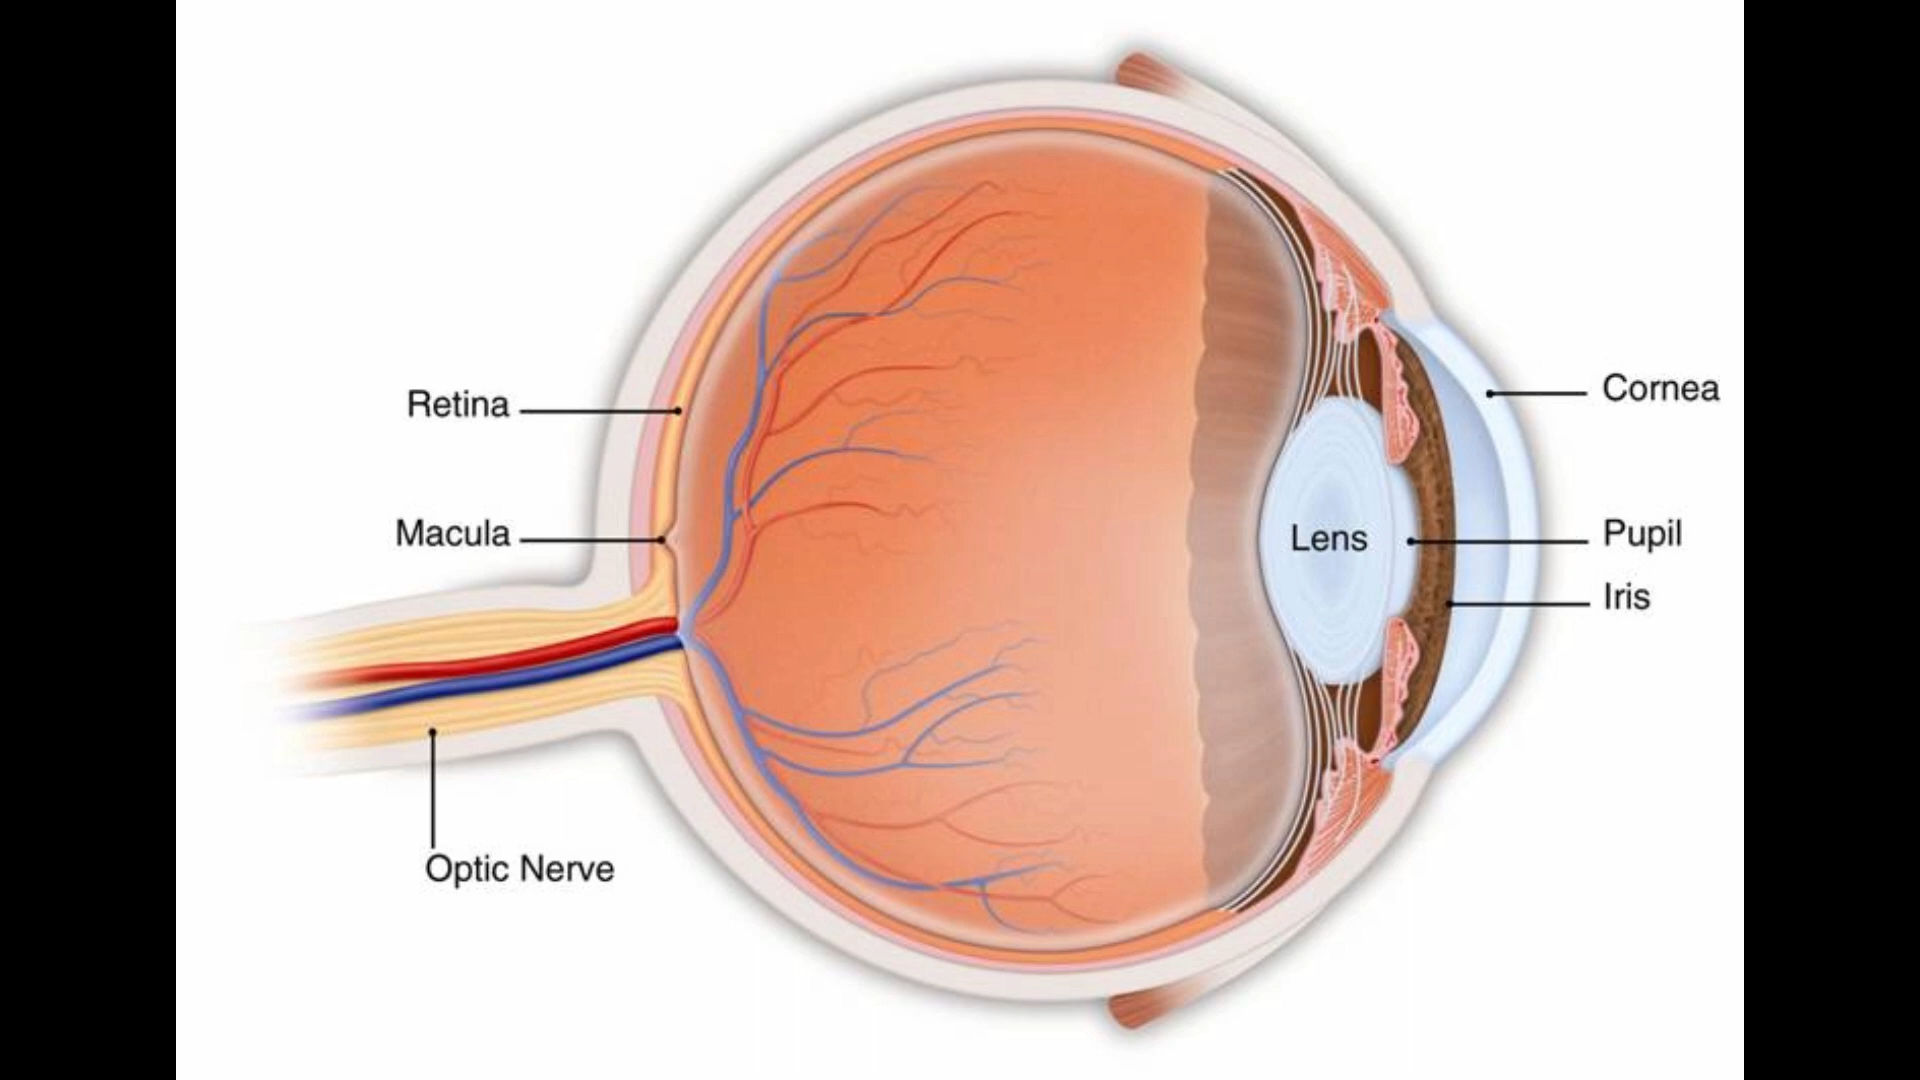 Retina
Cornea
Macula
Lens
Pupil
Iris
Optic Nerve